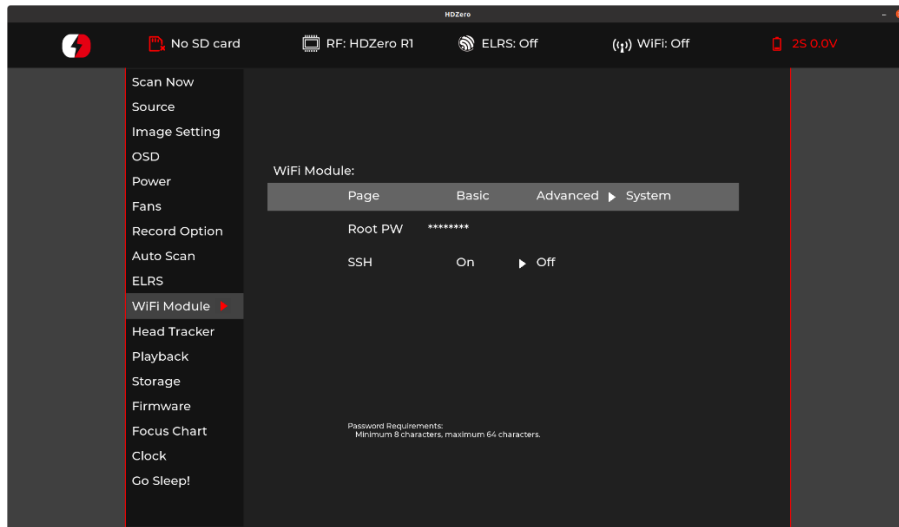 HDZero
No SD card RF: HDZero R1 ELRS: Off WiFi: Off 2S 0.0V
Scan Now
Source
Image Setting
OSD
Power
Fans
Record Option
Auto Scan
ELRS
WiFi Module
Head Tracker
Playback
Storage
Firmware
Focus Chart
Clock
Go Sleep!
WiFi Module:
Page Basic Advanced System
Root PW ********
SSH On Off
Password Requirements:
Minimum 8 characters, maximum 64 characters.